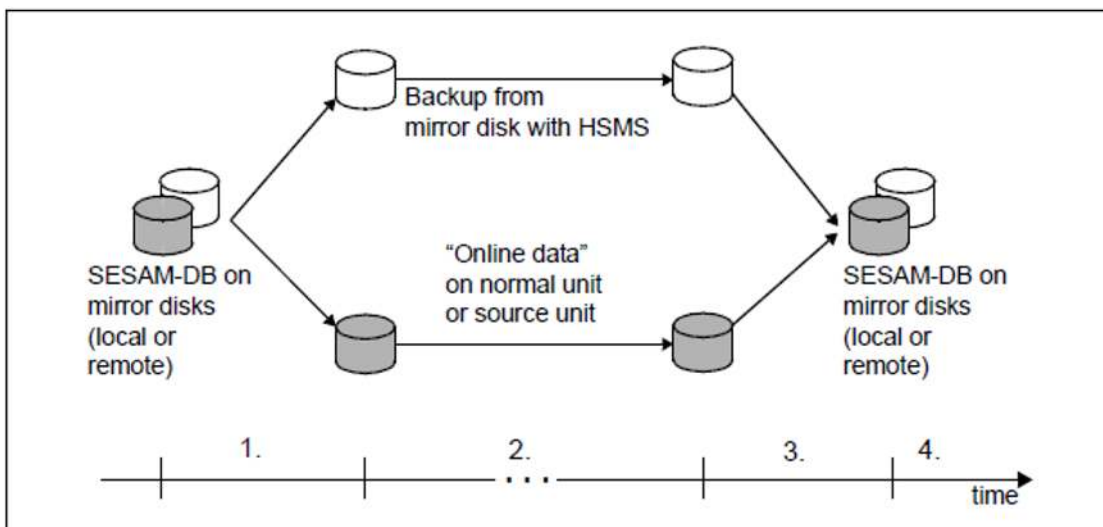 Backup from
mirror disk with HSMS
SESAM-DB on
mirror disks
(local or
remote)
“Online data”
on normal unit
or source unit
SESAM-DB on
mirror disks
(local or
remote)
1.
2.
3.
4.
. . .
time